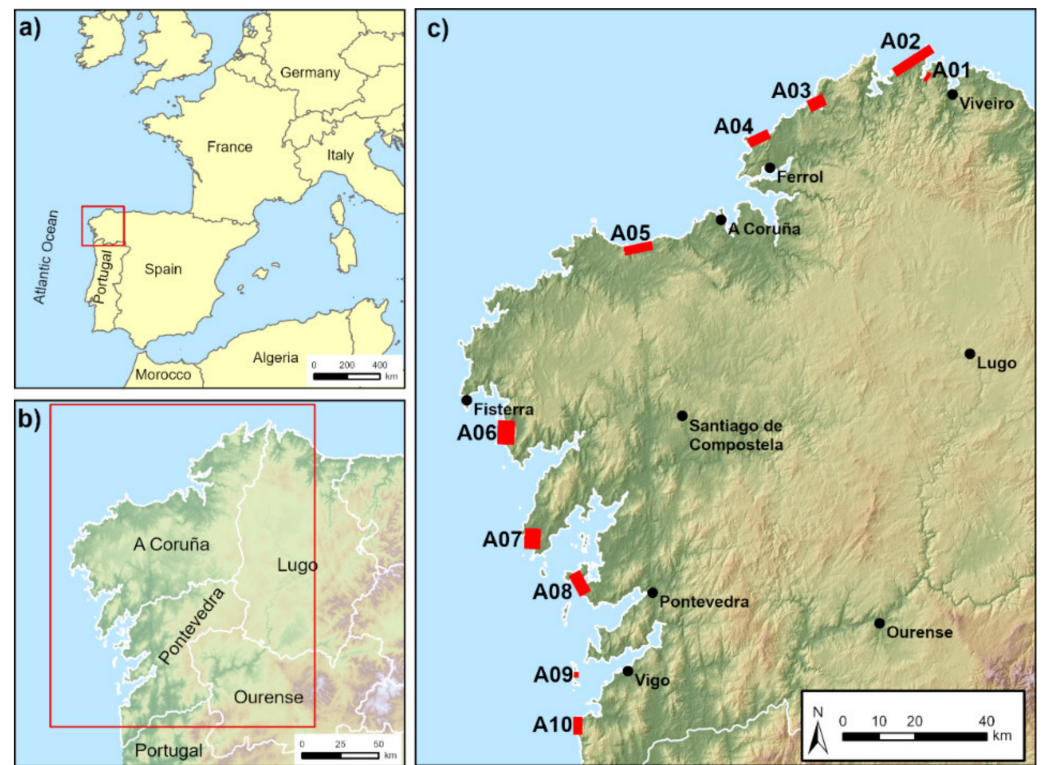 a)
Germany
France
Italy
Atlantic Ocean
Portugal
Spain
Algeria
Morocco
0 200 400
km
b)
A Coruña
Lugo
Pontevedra
Ourense
Portugal
0 25 50
km
c)
A02
A01
A03
Viveiro
A04
Ferrol
A05
A Coruña
Lugo
Fisterra
A06
Santiago de
Compostela
A07
A08
Pontevedra
Ourense
A09
Vigo
A10
N
0 10 20 40
km